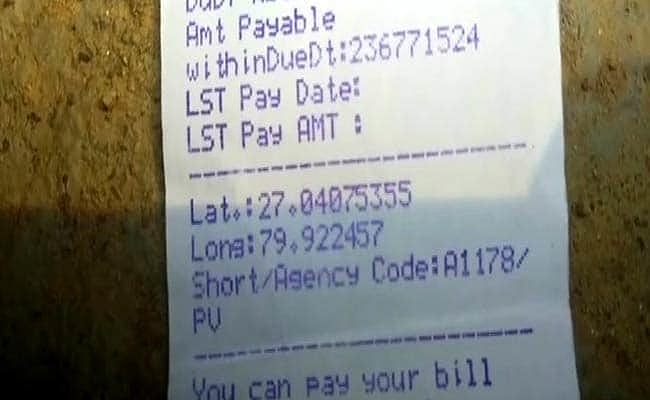 Amt Payable
withinDueDt:236771524
LST Pay Date:
LST Pay AMT :
Lat.:27.04075355
Long:79.922457
Short/Agency Code:A1178/
PV
You can pay your bill